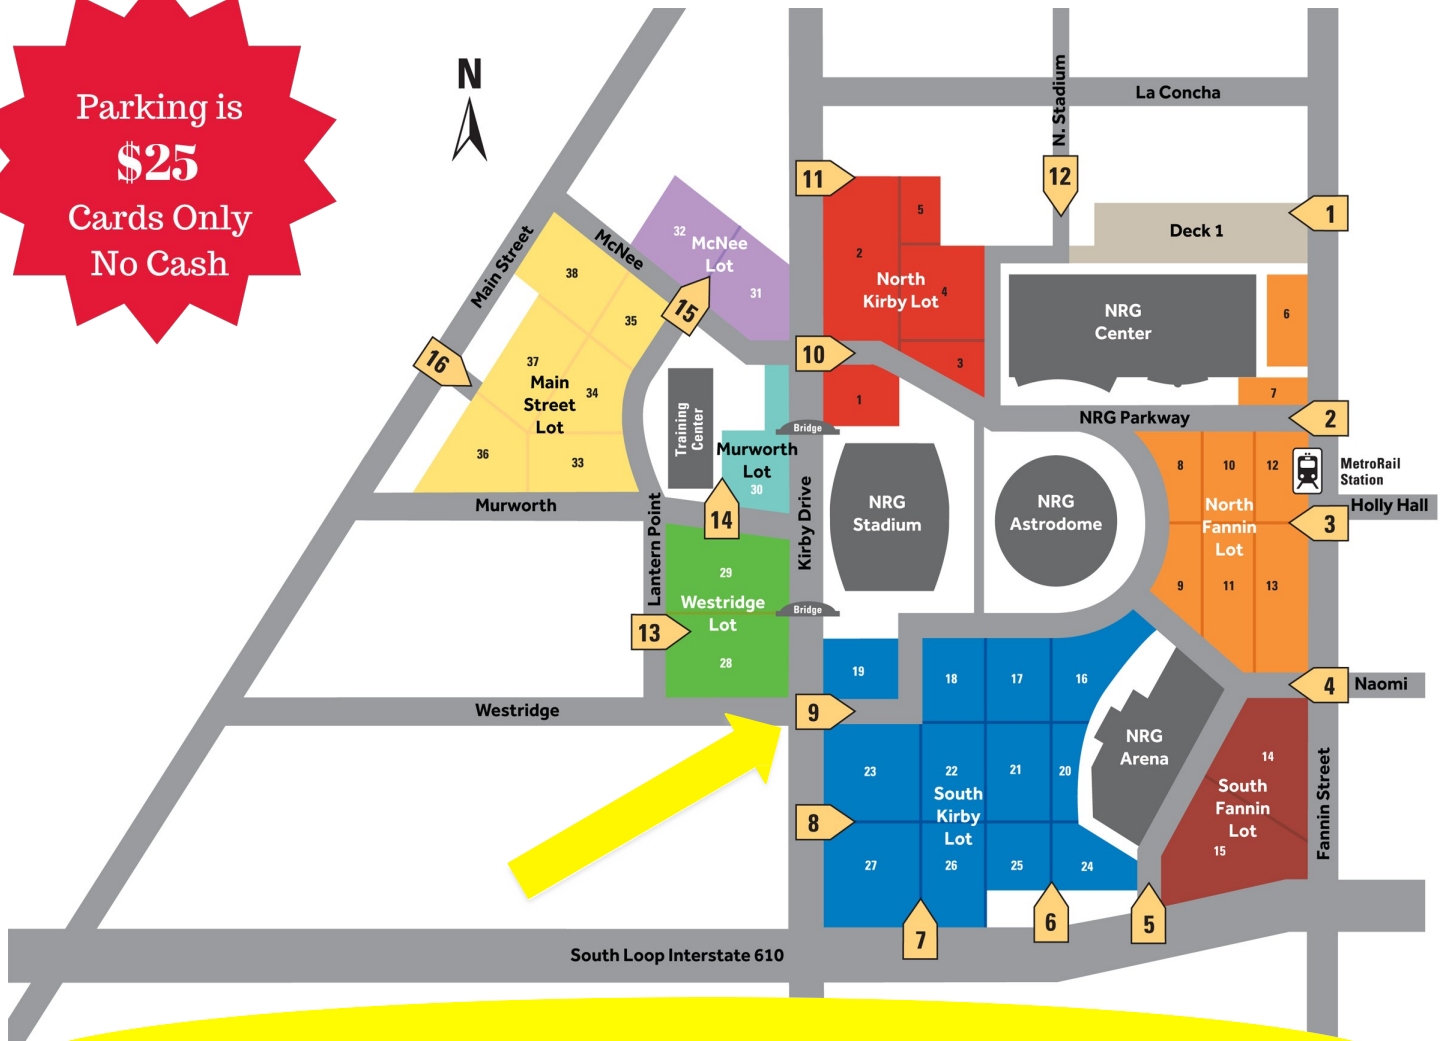 Parking is
$25
Cards Only
No Cash
N
La Concha
N. Stadium
11
12
1
Deck 1
5
2
4
North
Kirby Lot
3
1
10
NRG
Center
6
7
NRG Parkway
2
32
McNee
Lot
31
McNee
15
Main Street
38
35
37
34
Main
Street
Lot
36
33
16
Training
Center
Murworth
Lot
30
Bridge
14
Murworth
Lantern Point
Kirby Drive
NRG
Stadium
NRG
Astrodome
8
10
12
North
Fannin
Lot
9
11
13
MetroRail
Station
Holly Hall
3
29
Westridge
Lot
28
13
Bridge
Westridge
9
19
18
17
16
4
Naomi
NRG
Arena
23
22
21
20
South
Kirby
Lot
8
27
26
25
24
14
South
Fannin
Lot
15
Fannin Street
7
6
5
South Loop Interstate 610